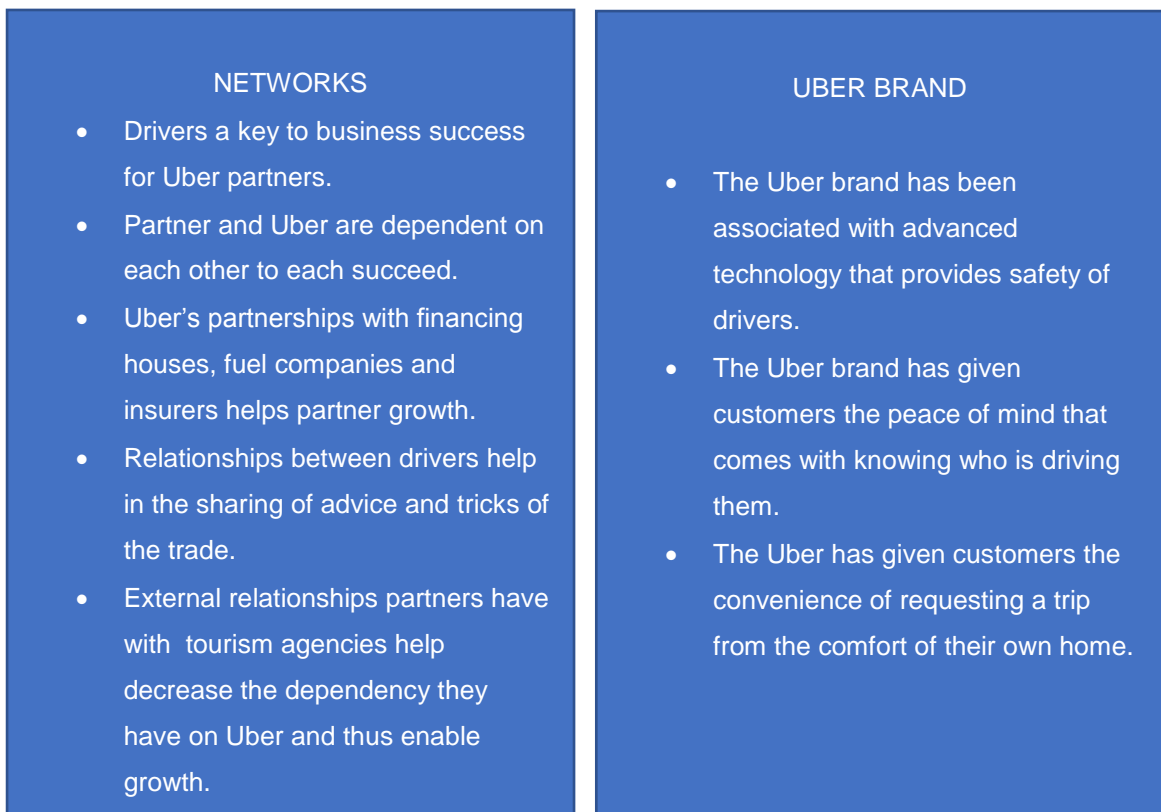 NETWORKS
• Drivers a key to business success
for Uber partners.
• Partner and Uber are dependent on
each other to each succeed.
• Uber’s partnerships with financing
houses, fuel companies and
insurers helps partner growth.
• Relationships between drivers help
in the sharing of advice and tricks of
the trade.
• External relationships partners have
with  tourism agencies help
decrease the dependency they
have on Uber and thus enable
growth.
UBER BRAND
• The Uber brand has been
associated with advanced
technology that provides safety of
drivers.
• The Uber brand has given
customers the peace of mind that
comes with knowing who is driving
them.
• The Uber has given customers the
convenience of requesting a trip
from the comfort of their own home.